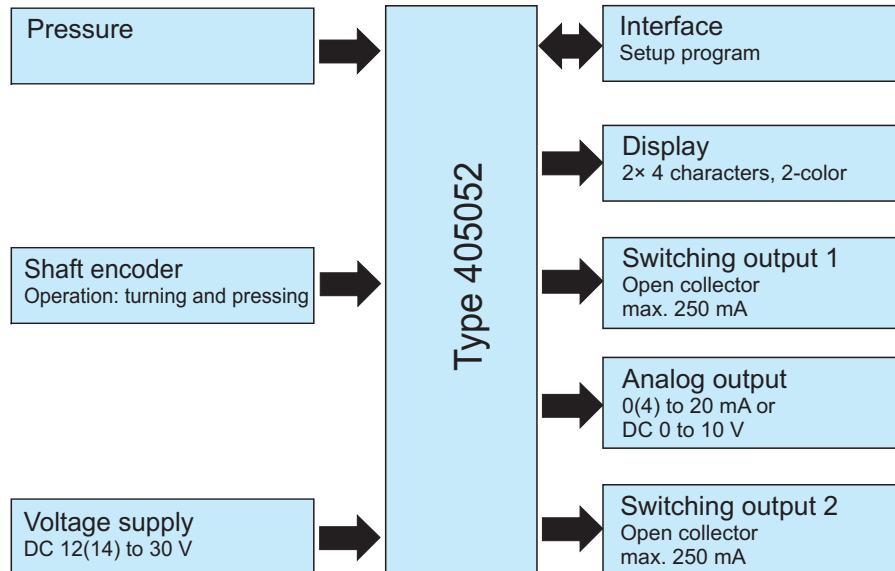 Pressure
Shaft encoder
Operation: turning and pressing
Voltage supply
DC 12(14) to 30 V
Type 405052
Interface
Setup program
Display
2× 4 characters, 2-color
Switching output 1
Open collector
max. 250 mA
Analog output
0(4) to 20 mA or
DC 0 to 10 V
Switching output 2
Open collector
max. 250 mA